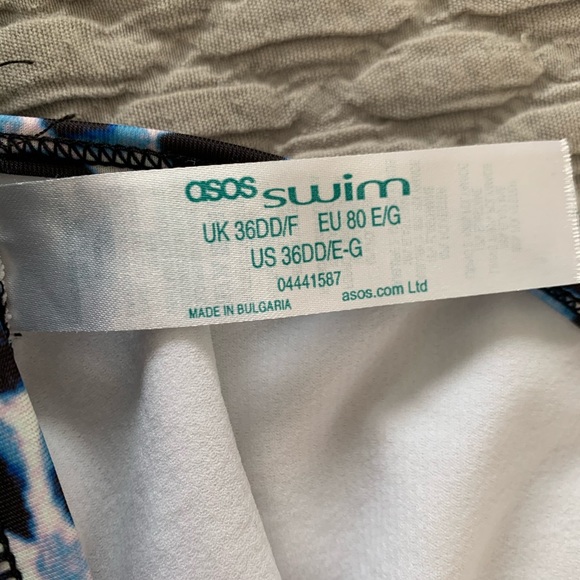 asos swim
UK 36DD/F EU 80 E/G
US 36DD/E-G
04441587
MADE IN BULGARIA asos.com Ltd